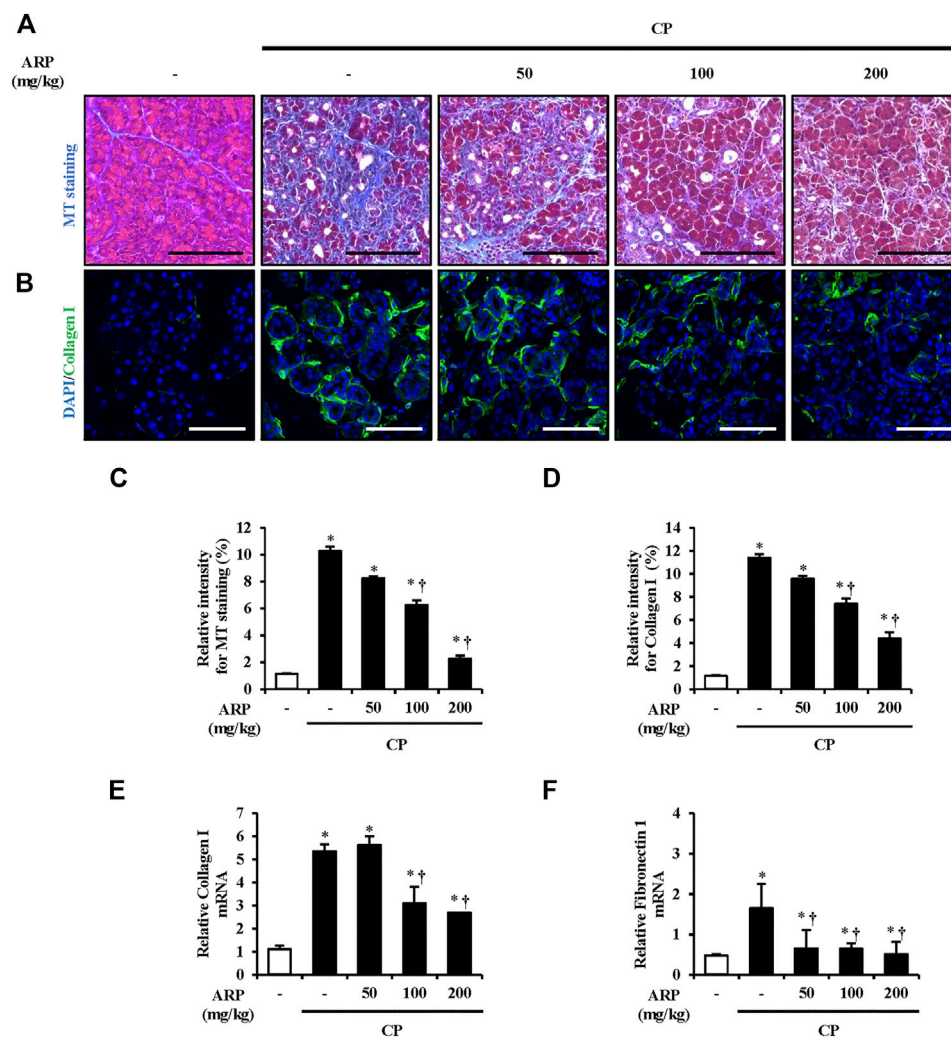 A
CP
ARP
(mg/kg)
- - 50 100 200
MT staining
B
DAPI/Collagen I
C
Relative intensity
for MT staining (%)
12
10
8
6
4
2
0
* * * † * †
ARP
(mg/kg)
- - 50 100 200
CP
D
Relative intensity
for Collagen I (%)
14
12
10
8
6
4
2
0
* * * † * †
ARP
(mg/kg)
- - 50 100 200
CP
E
Relative Collagen I
mRNA
7
6
5
4
3
2
1
0
* * * † * †
ARP
(mg/kg)
- - 50 100 200
CP
F
Relative Fibronectin 1
mRNA
4
3
2
1
0
* * † * † * †
ARP
(mg/kg)
- - 50 100 200
CP